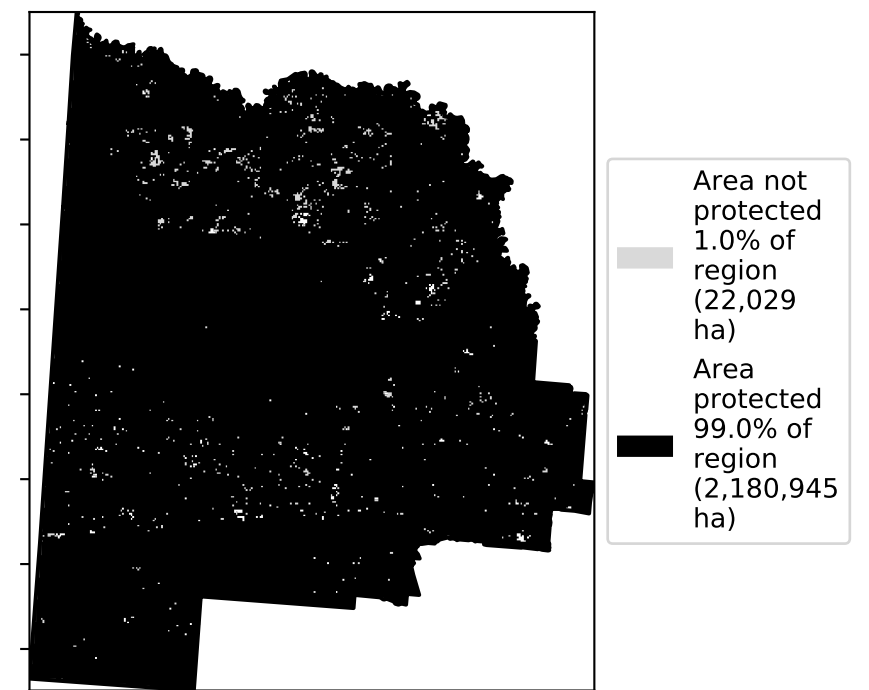 Area not
protected
1.0% of
region
(22,029
ha)
Area
protected
99.0% of
region
(2,180,945
ha)